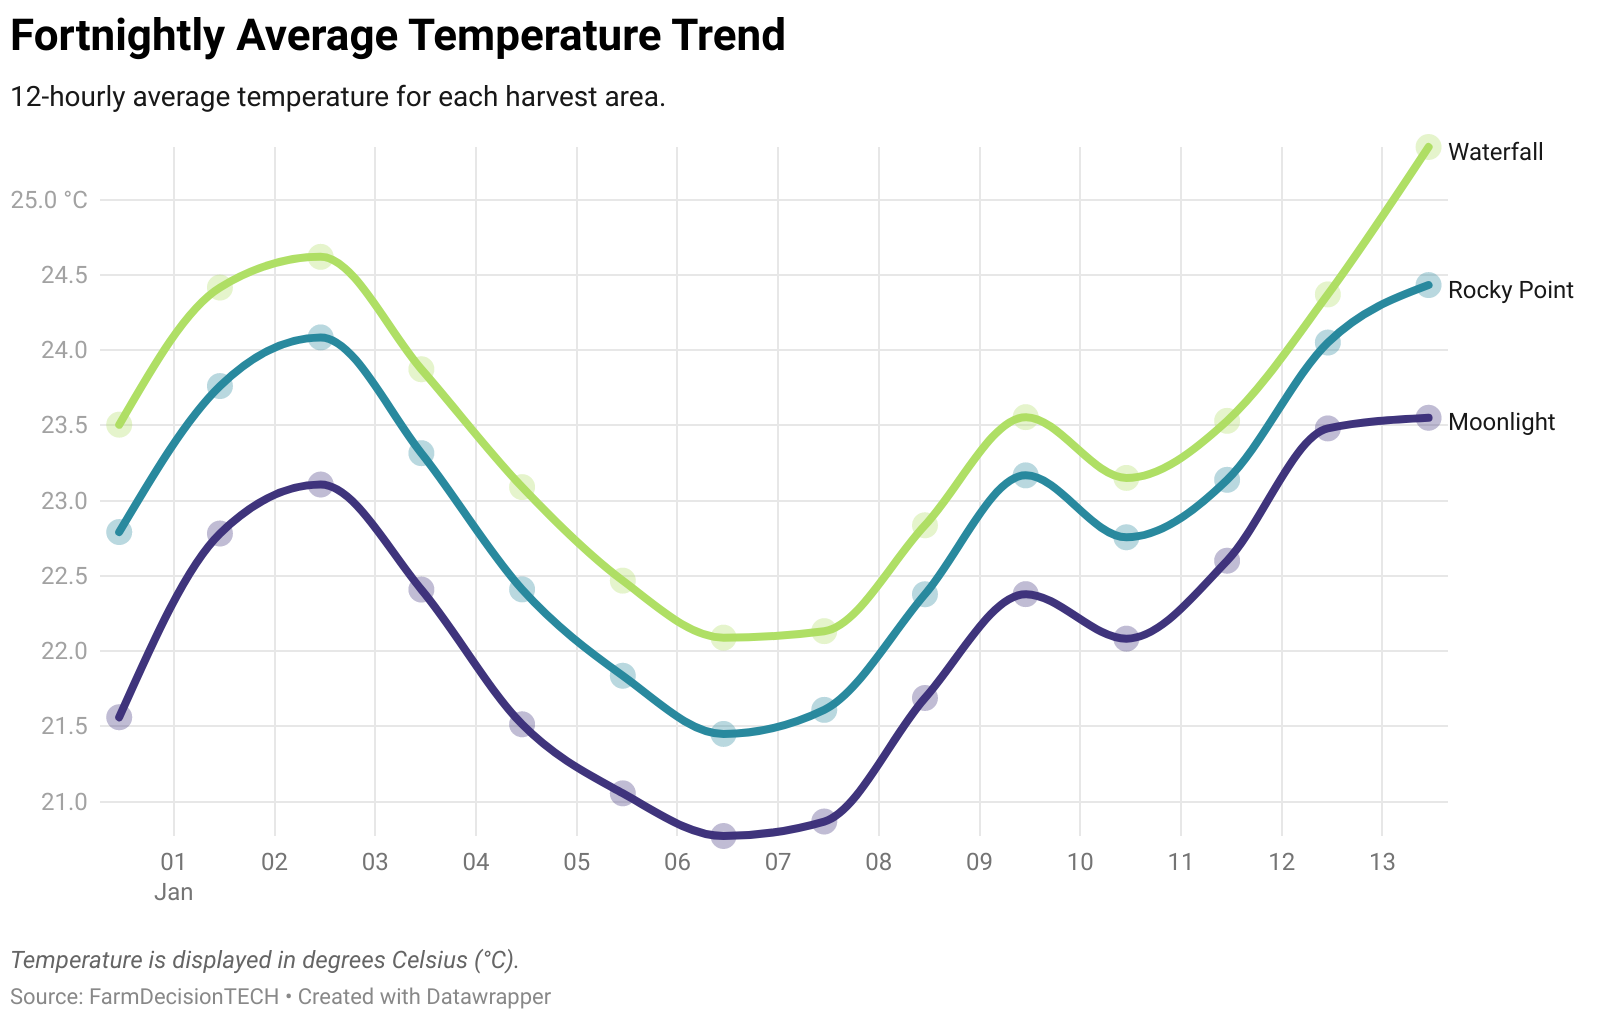 Fortnightly Average Temperature Trend
12-hourly average temperature for each harvest area.
Waterfall
25.0 °C
24.5
Rocky Point
24.0
23.5
Moonlight
23.0
22.5
22.0
21.5
21.0
01 02 03 04 05 06 07 08 09 10 11 12 13
Jan
Temperature is displayed in degrees Celsius (°C).
Source: FarmDecisionTECH • Created with Datawrapper